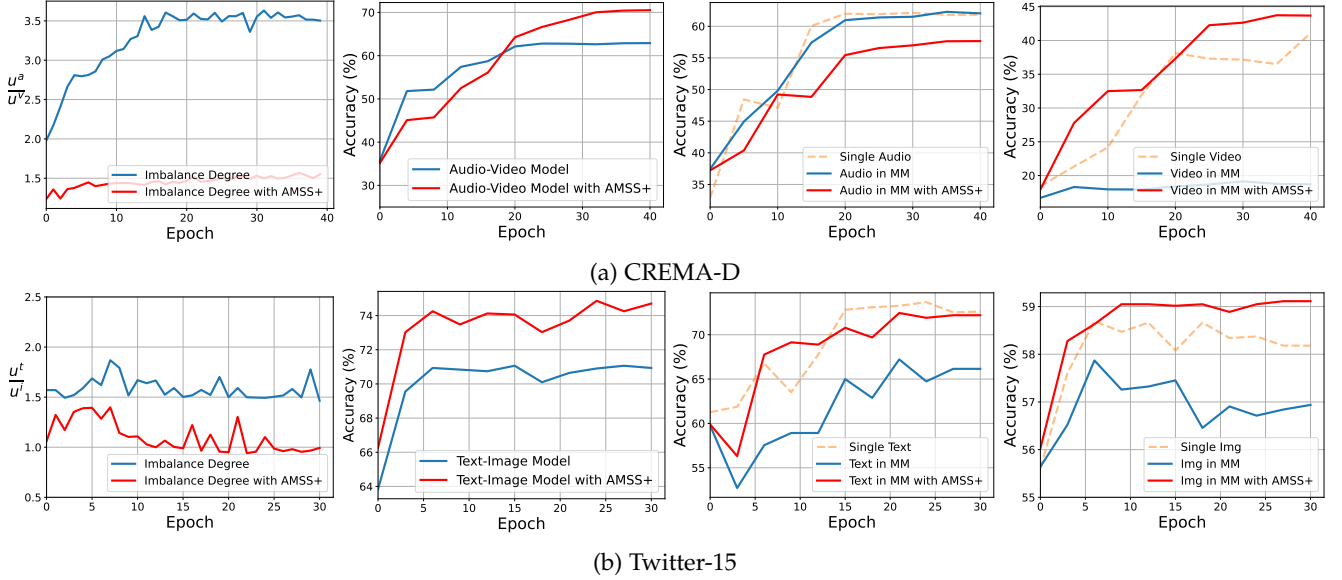 3.5
3.0
2.5
2.0
1.5
u^a
u^v
Imbalance Degree
Imbalance Degree with AMSS+
0 10 20 30 40
Epoch
70
60
50
40
30
Accuracy (%)
Audio-Video Model
Audio-Video Model with AMSS+
0 10 20 30 40
Epoch
60
55
50
45
40
35
Accuracy (%)
Single Audio
Audio in MM
Audio in MM with AMSS+
0 10 20 30 40
Epoch
45
40
35
30
25
20
Accuracy (%)
Single Video
Video in MM
Video in MM with AMSS+
0 10 20 30 40
Epoch
(a) CREMA-D
2.5
2.0
1.5
1.0
0.5
u^t
u^i
Imbalance Degree
Imbalance Degree with AMSS+
0 5 10 15 20 25 30
Epoch
74
72
70
68
66
64
Accuracy (%)
Text-Image Model
Text-Image Model with AMSS+
0 5 10 15 20 25 30
Epoch
70
65
60
55
Accuracy (%)
Single Text
Text in MM
Text in MM with AMSS+
0 5 10 15 20 25 30
Epoch
59
58
57
56
55
Accuracy (%)
Single Img
Img in MM
Img in MM with AMSS+
0 5 10 15 20 25 30
Epoch
(b) Twitter-15